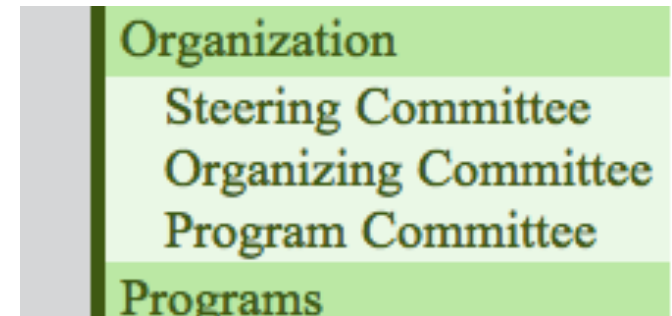 Organization
Steering Committee
Organizing Committee
Program Committee
Programs